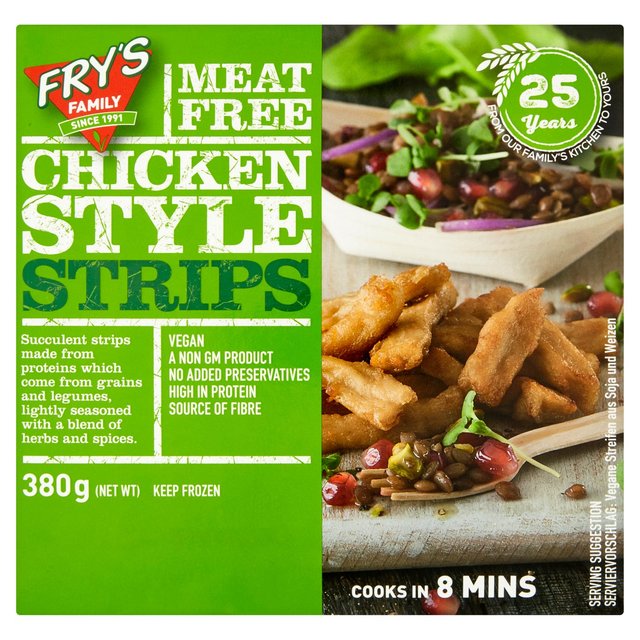 FRY'S
FAMILY
SINCE 1991
MEAT
FREE
CHICKEN
STYLE
STRIPS
Succulent strips
made from
proteins which
come from grains
and legumes,
lightly seasoned
with a blend of
herbs and spices.
VEGAN
A NON GM PRODUCT
NO ADDED PRESERVATIVES
HIGH IN PROTEIN
SOURCE OF FIBRE
380g (NET WT) KEEP FROZEN
25
Years
FROM OUR FAMILY'S KITCHEN TO YOURS
COOKS IN 8 MINS
SERVING SUGGESTION
SERVIERVORSCHLAG: Vegane Streifen aus Soja und Weizen